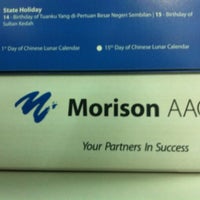 State Holiday
14 - Birthday of Tuanku Yang di-Pertuan Besar Negeri Sembilan | 15 - Birthday of
Sultan Kedah
1st Day of Chinese Lunar Calendar 15th Day of Chinese Lunar Calendar
Morison AAC
Your Partners In Success